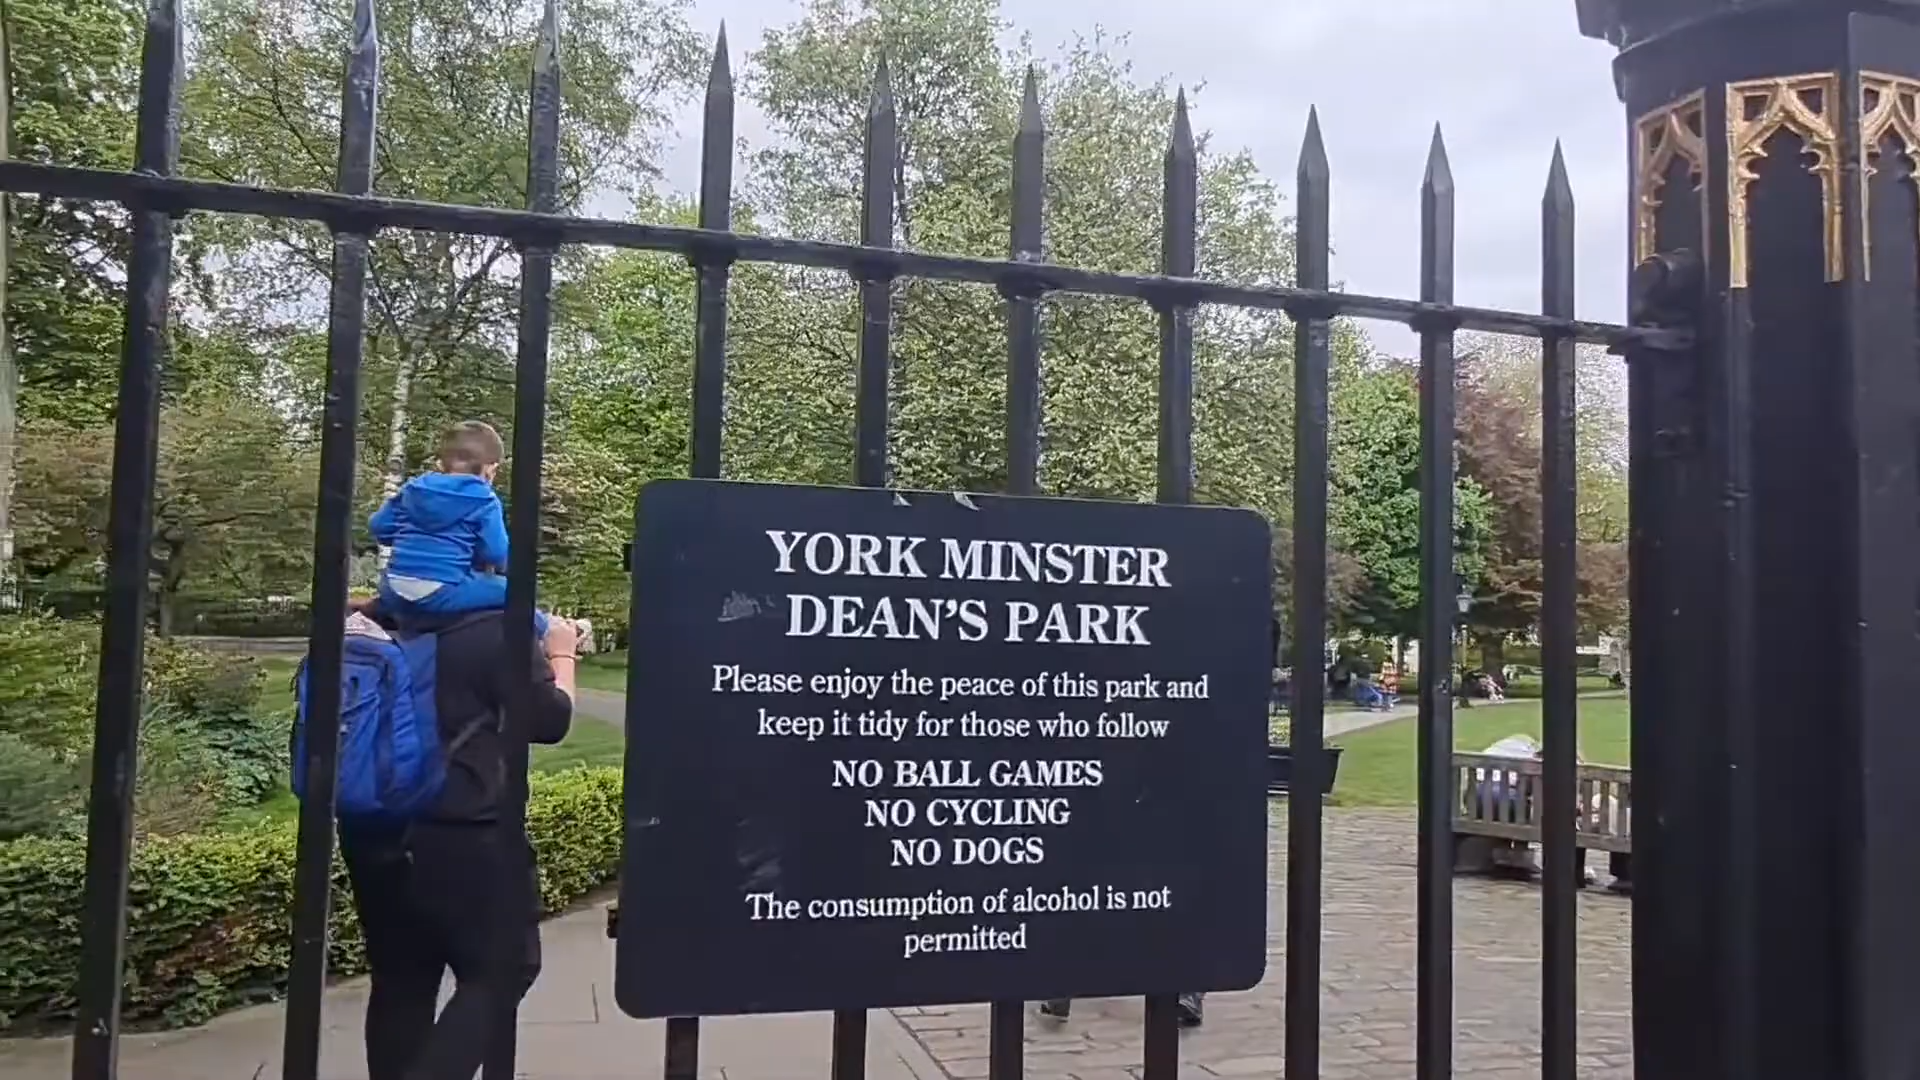 YORK MINSTER
DEAN'S PARK
Please enjoy the peace of this park and
keep it tidy for those who follow
NO BALL GAMES
NO CYCLING
NO DOGS
The consumption of alcohol is not
permitted